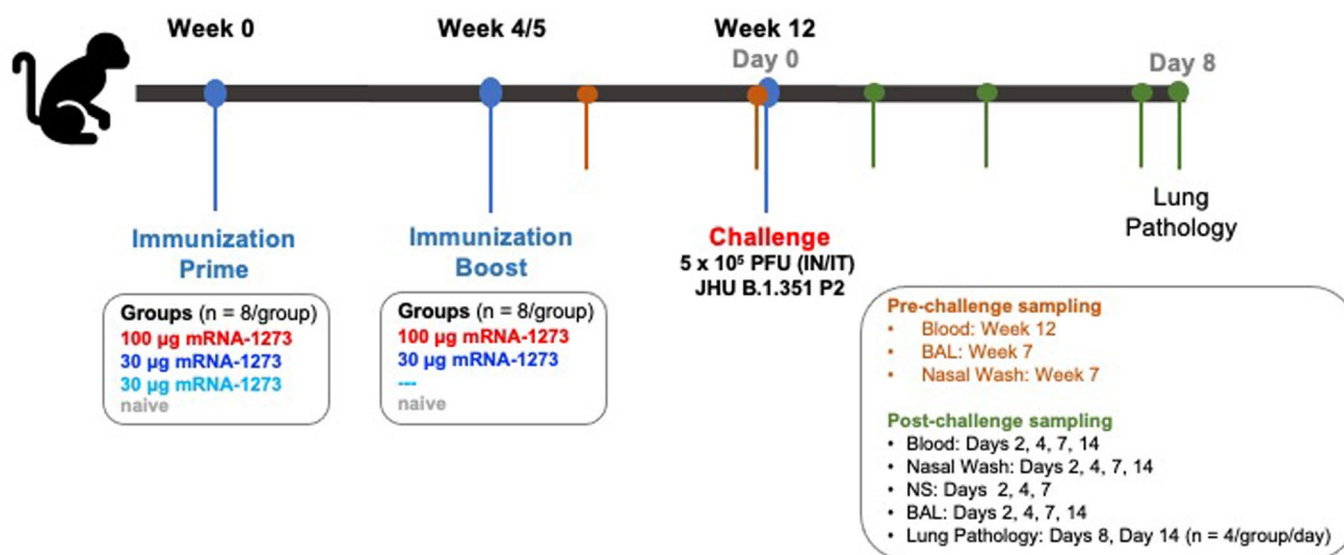 Week 0
Week 4/5
Week 12
Day 0
Day 8
Immunization
Prime
Groups (n = 8/group)
100 µg mRNA-1273
30 µg mRNA-1273
30 µg mRNA-1273
naive
Immunization
Boost
Groups (n = 8/group)
100 µg mRNA-1273
30 µg mRNA-1273
---
naive
Challenge
5 x 10⁵ PFU (IN/IT)
JHU B.1.351 P2
Lung
Pathology
Pre-challenge sampling
• Blood: Week 12
• BAL: Week 7
• Nasal Wash: Week 7
Post-challenge sampling
• Blood: Days 2, 4, 7, 14
• Nasal Wash: Days 2, 4, 7, 14
• NS: Days 2, 4, 7
• BAL: Days 2, 4, 7, 14
• Lung Pathology: Days 8, Day 14 (n = 4/group/day)